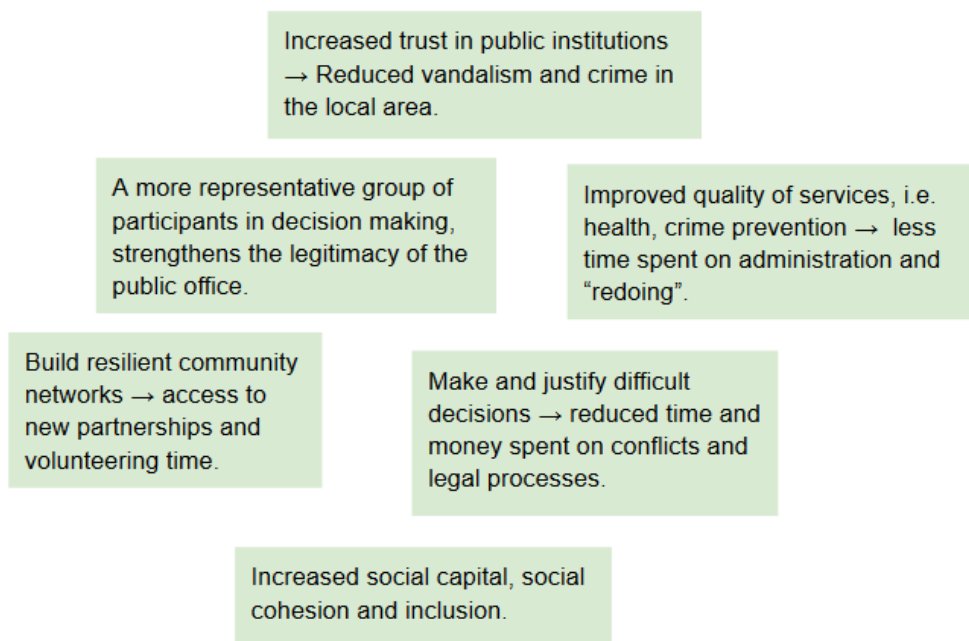 Increased trust in public institutions
→ Reduced vandalism and crime in
the local area.
A more representative group of
participants in decision making,
strengthens the legitimacy of the
public office.
Improved quality of services, i.e.
health, crime prevention → less
time spent on administration and
“redoing”.
Build resilient community
networks → access to
new partnerships and
volunteering time.
Make and justify difficult
decisions → reduced time and
money spent on conflicts and
legal processes.
Increased social capital, social
cohesion and inclusion.